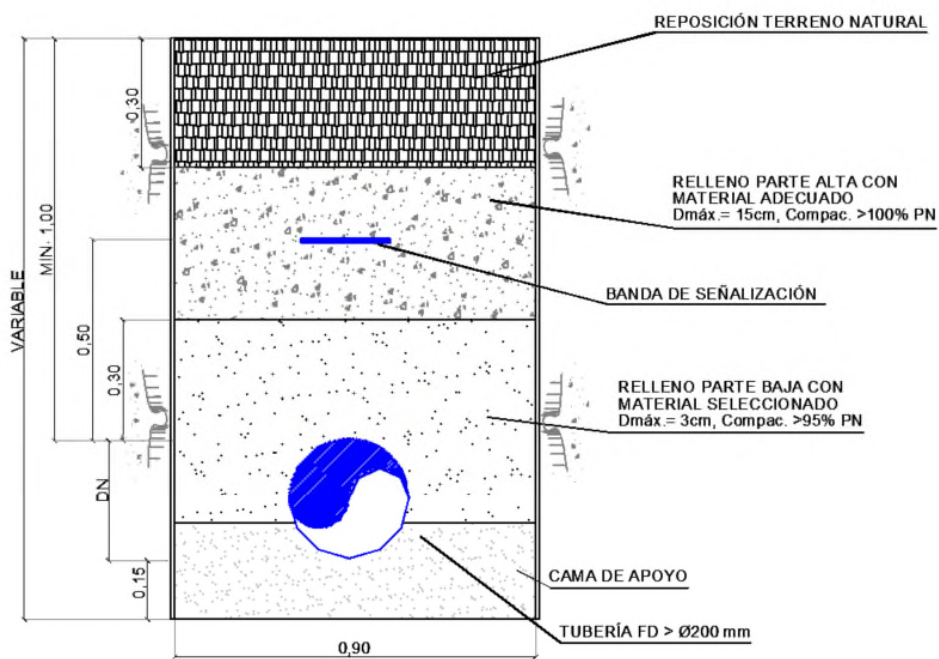 REPOSICIÓN TERRENO NATURAL
0,30
MIN. 1,00
VARIABLE
RELLENO PARTE ALTA CON
MATERIAL ADECUADO
Dmáx.= 15cm, Compac. >100% PN
BANDA DE SEÑALIZACIÓN
0,50
0,30
RELLENO PARTE BAJA CON
MATERIAL SELECCIONADO
Dmáx.= 3cm, Compac. >95% PN
DN
0,15
CAMA DE APOYO
TUBERÍA FD > Ø200 mm
0,90